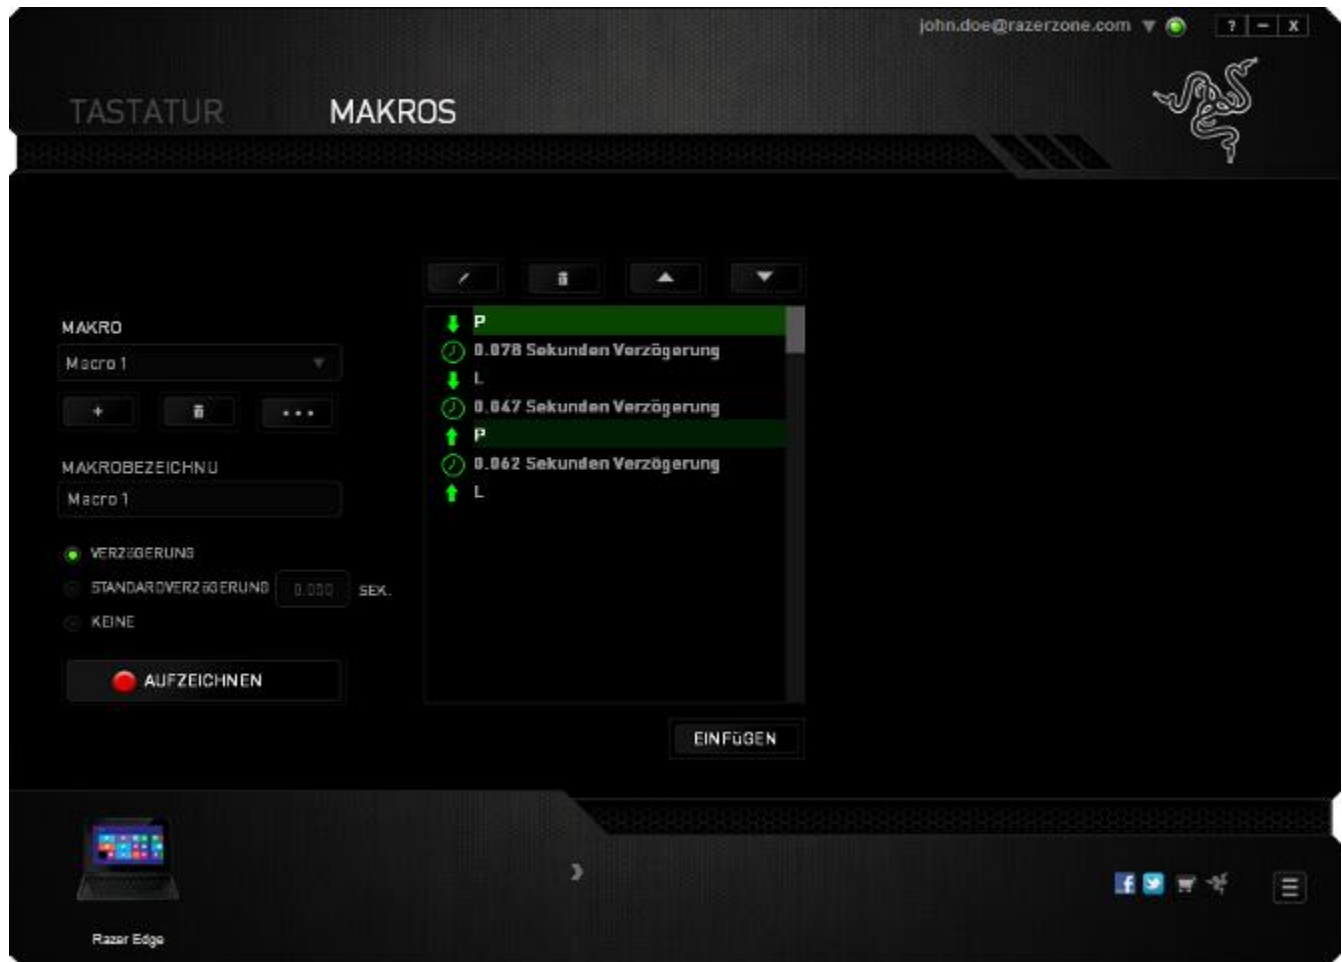 john.doe@razerzone.com
? – X
TASTATUR MAKROS
MAKRO
Macro 1
MAKROBEZEICHNU
Macro 1
VERZöGERUNG
STANDARDVERZöGERUNG 0.000 SEK.
KEINE
AUFZEICHNEN
P
0.078 Sekunden Verzögerung
L
0.047 Sekunden Verzögerung
P
0.062 Sekunden Verzögerung
L
EINFüGEN
Razer Edge